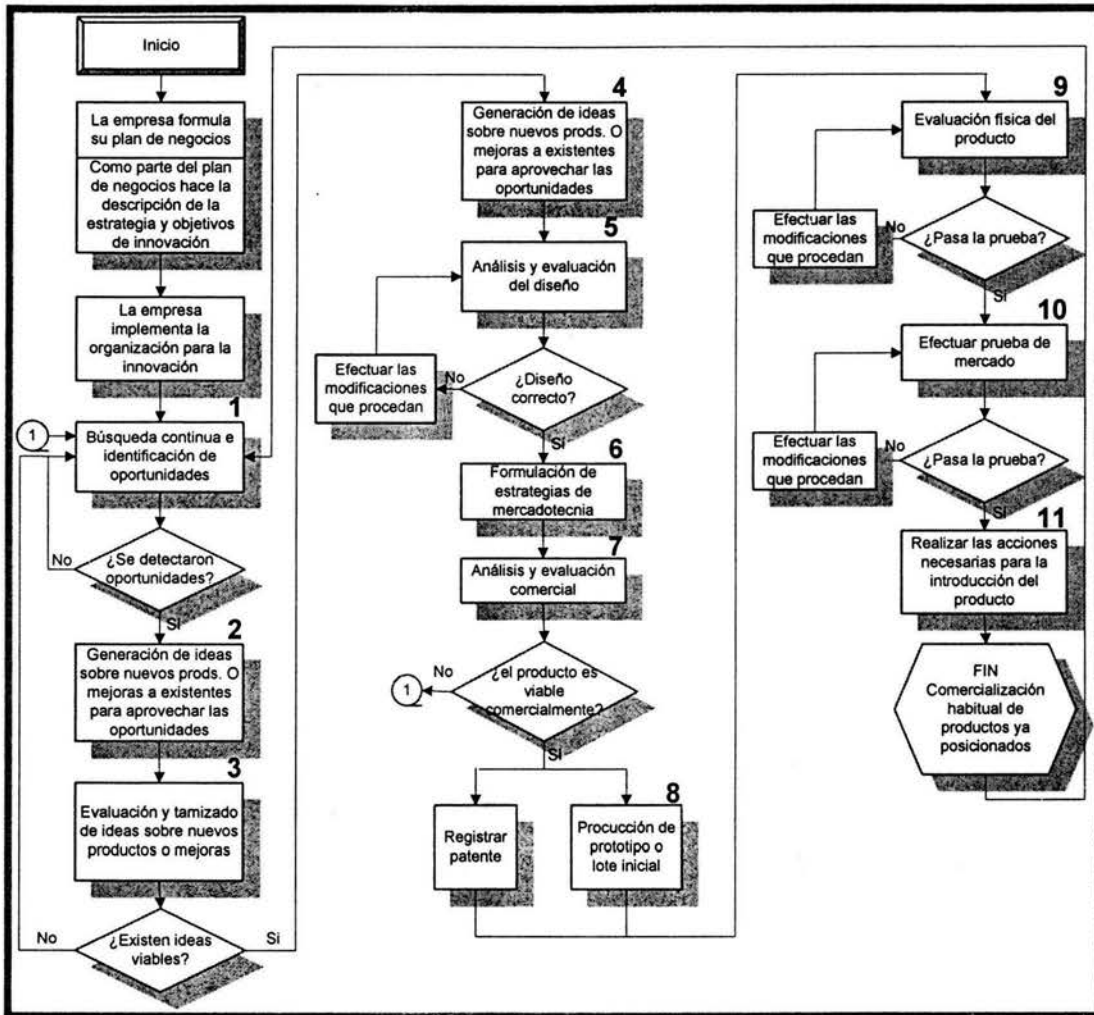 Inicio
La empresa formula
su plan de negocios
Como parte del plan
de negocios hace la
descripción de la
estrategia y objetivos
de innovación
La empresa
implementa la
organización para la
innovación
1
1
Búsqueda continua e
identificación de
oportunidades
No
¿Se detectaron
oportunidades?
Si
2
Generación de ideas
sobre nuevos prods. O
mejoras a existentes
para aprovechar las
oportunidades
3
Evaluación y tamizado
de ideas sobre nuevos
productos o mejoras
No
¿Existen ideas
viables?
Si
4
Generación de ideas
sobre nuevos prods. O
mejoras a existentes
para aprovechar las
oportunidades
5
Análisis y evaluación
del diseño
Efectuar las
modificaciones
que procedan
No
¿Diseño
correcto?
Si
6
Formulación de
estrategias de
mercadotecnia
7
Análisis y evaluación
comercial
1
No
¿el producto es
viable
comercialmente?
Si
Registrar
patente
8
Procucción de
prototipo o
lote inicial
9
Evaluación física del
producto
Efectuar las
modificaciones
que procedan
No
¿Pasa la prueba?
Si
10
Efectuar prueba de
mercado
Efectuar las
modificaciones
que procedan
No
¿Pasa la prueba?
Si
11
Realizar las acciones
necesarias para la
introducción del
producto
FIN
Comercialización
habitual de
productos ya
posicionados